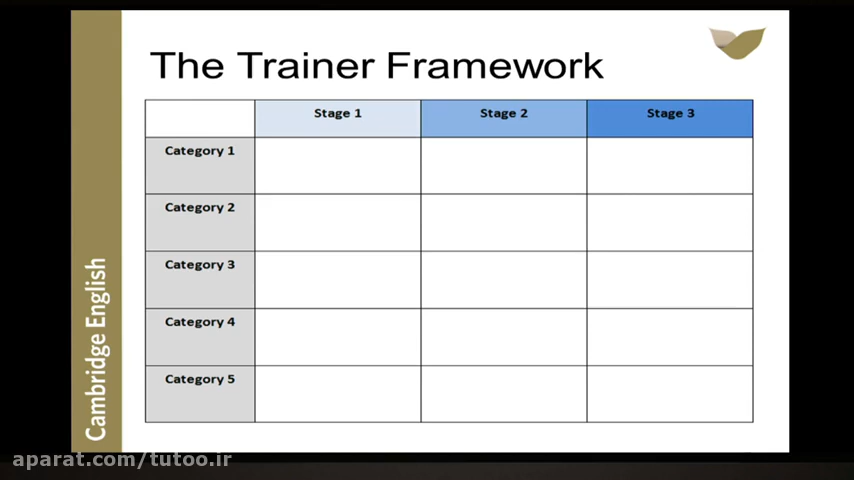 The Trainer Framework
Stage 1 Stage 2 Stage 3
Category 1
Category 2
Category 3
Category 4
Category 5
Cambridge English
aparat.com/tutoo.ir